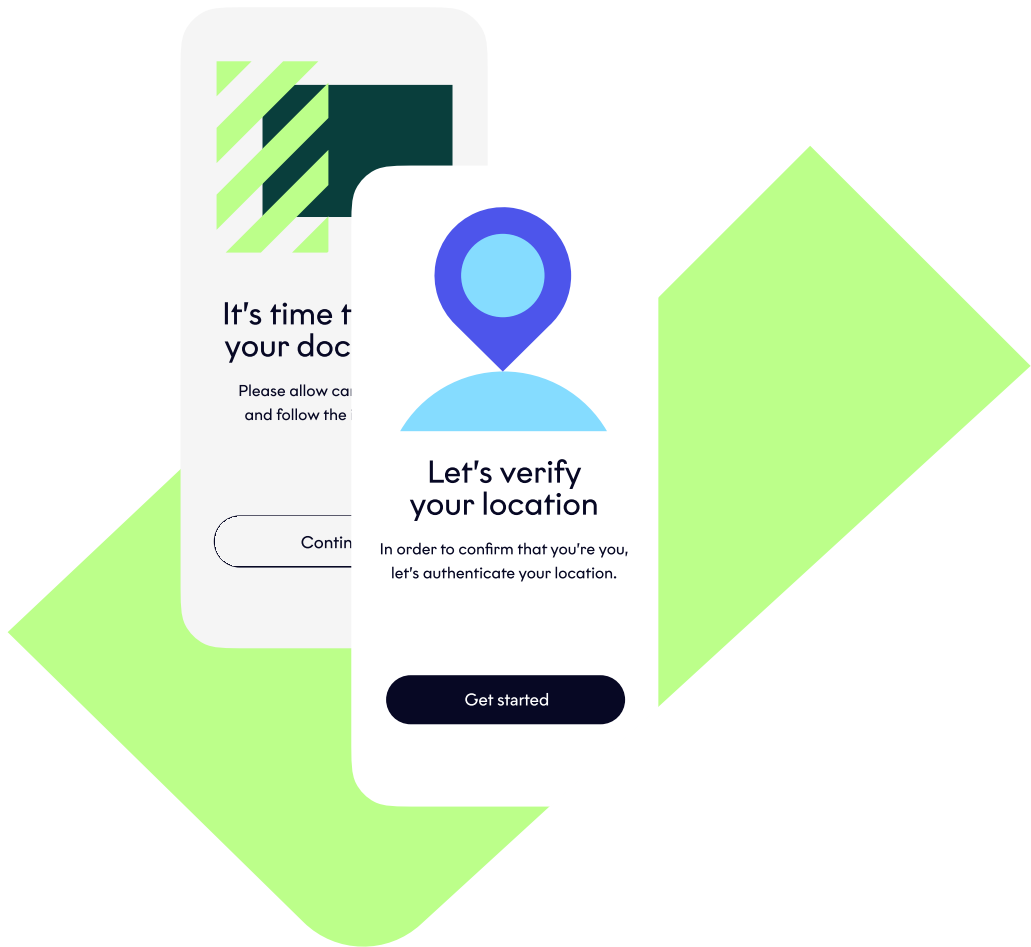 It's time t
your doc
Please allow
and follow the
Contin
Let's verify
your location
In order to confirm that you're you,
let's authenticate your location.
Get started